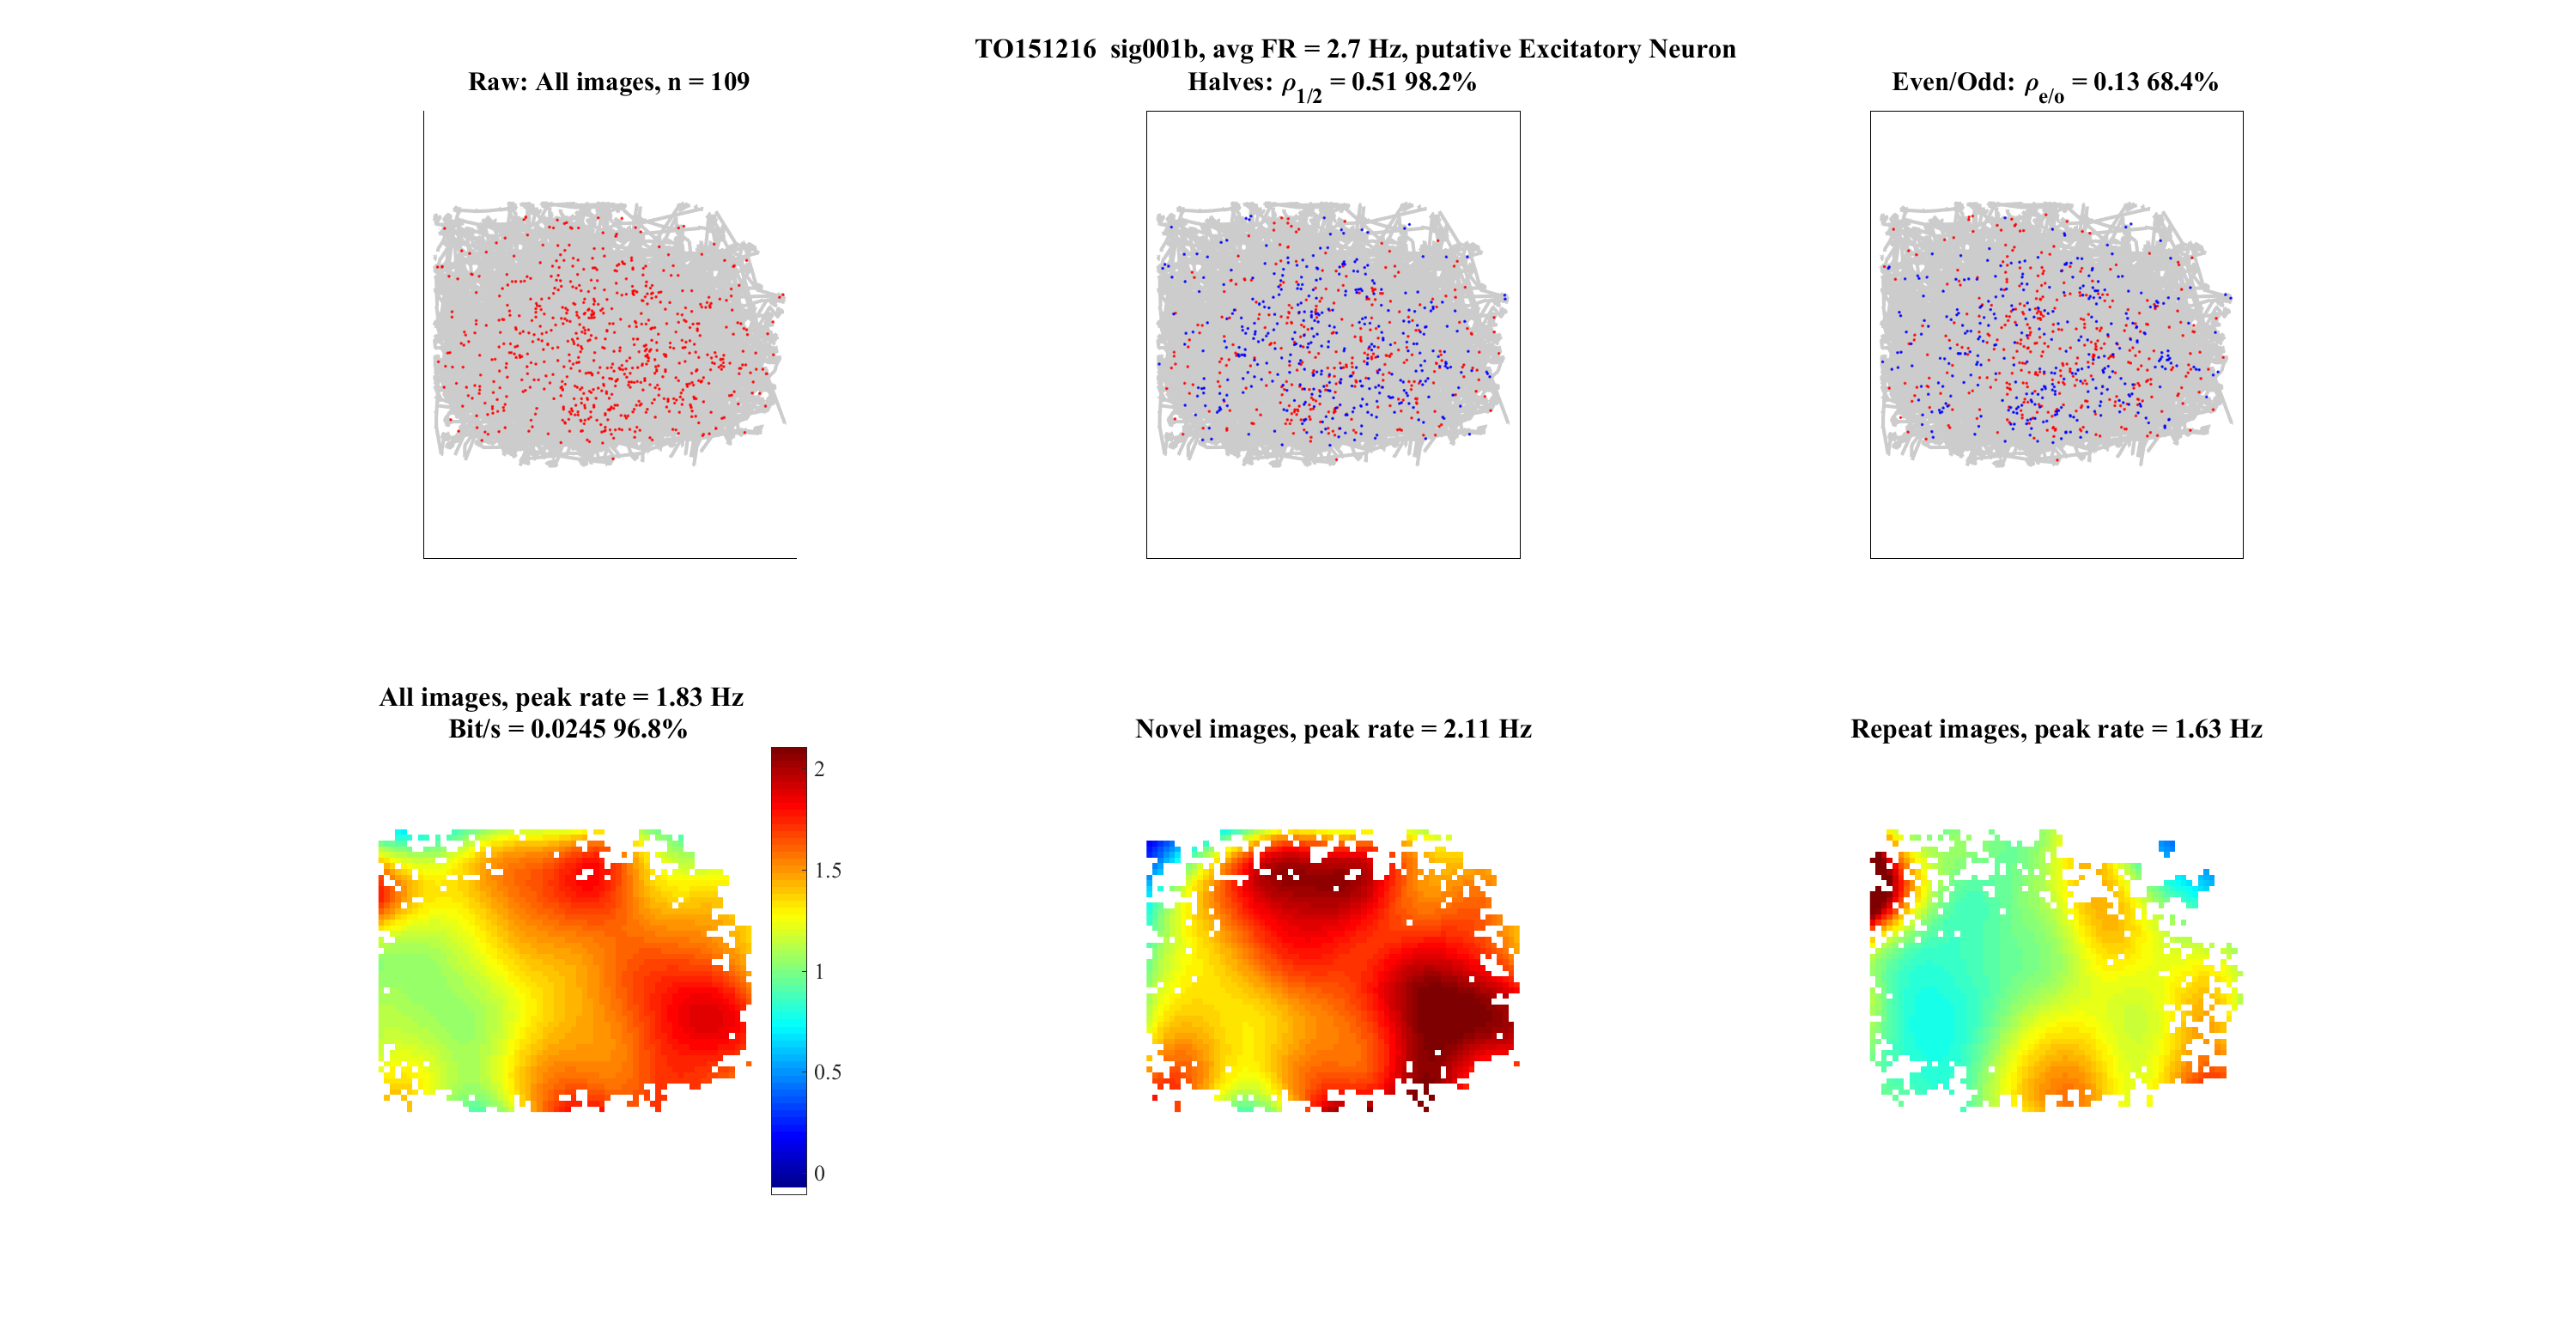 TO151216  sig001b, avg FR = 2.7 Hz, putative Excitatory Neuron
Raw: All images, n = 109
Halves: ρ1/2 = 0.51 98.2%
Even/Odd: ρe/o = 0.13 68.4%
All images, peak rate = 1.83 Hz
Bit/s = 0.0245 96.8%
Novel images, peak rate = 2.11 Hz
Repeat images, peak rate = 1.63 Hz
2
1.5
1
0.5
0